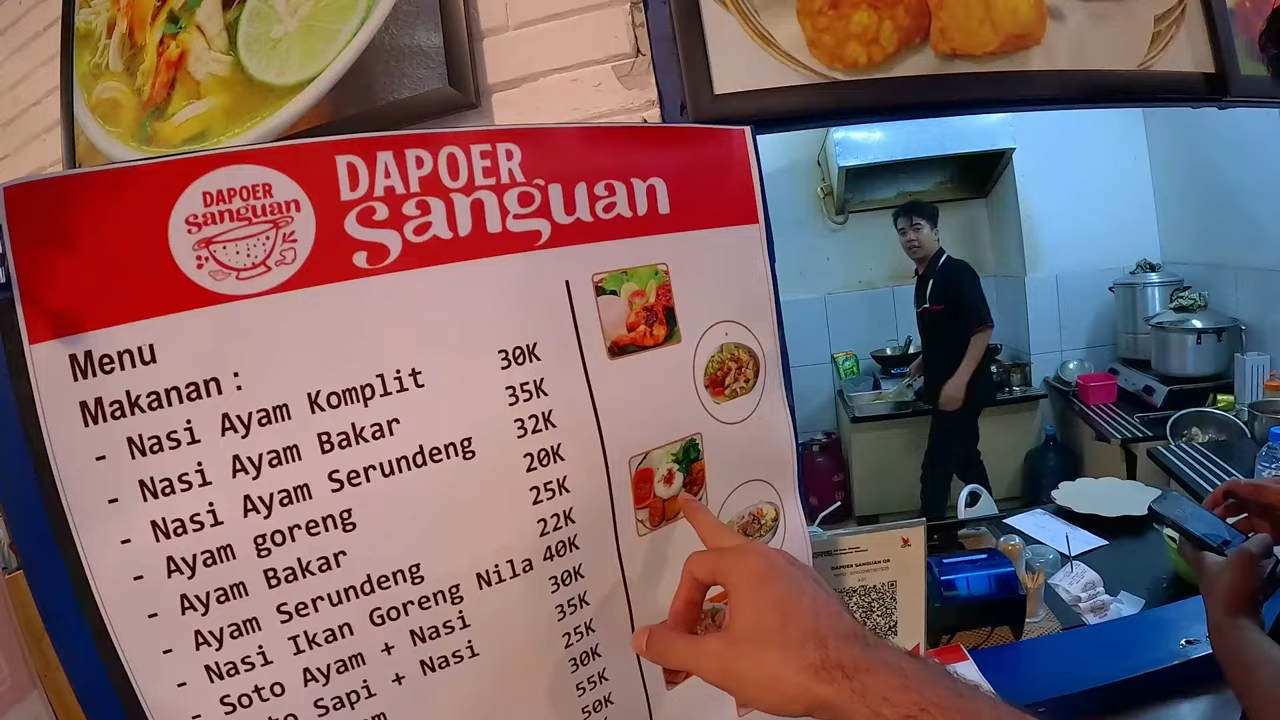 DAPOER
Sanguan
DAPOER
Sanguan
Menu
Makanan :
- Nasi Ayam Komplit 30K
- Nasi Ayam Bakar 35K
- Nasi Ayam Serundeng 32K
- Ayam goreng 20K
- Ayam Bakar 25K
- Ayam Serundeng 22K
- Nasi Ikan Goreng Nila 40K
- Soto Ayam + Nasi 30K
Sapi + Nasi 35K
25K
30K
55K
50K
DAPOER SANGUAN QR